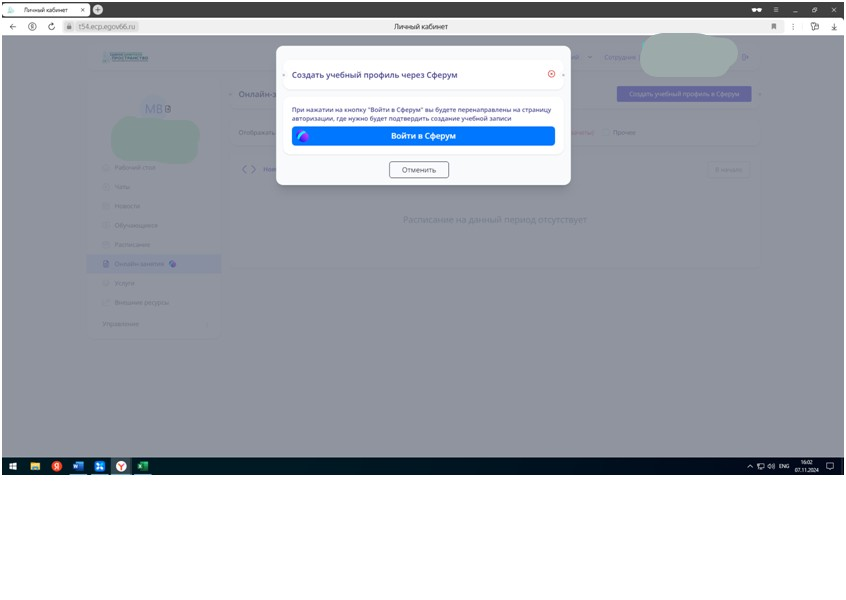 Личный кабинет
t54.ecp.egov66.ru
Личный кабинет
Создать учебный профиль через Сферум
При нажатии на кнопку "Войти в Сферум" вы будете перенаправлены на страницу
авторизации, где нужно будет подтвердить создание учебной записи
Войти в Сферум
Отменить
Сотрудник
Онлайн-з
Создать учебный профиль в Сферум
МВ
Отображать
Прочее
Рабочий стол
Чаты
Новости
Обучающиеся
Расписание
Онлайн-занятия
Услуги
Внешние ресурсы
Управление
В начало
Расписание на данный период отсутствует
ENG
16:02
07.11.2024